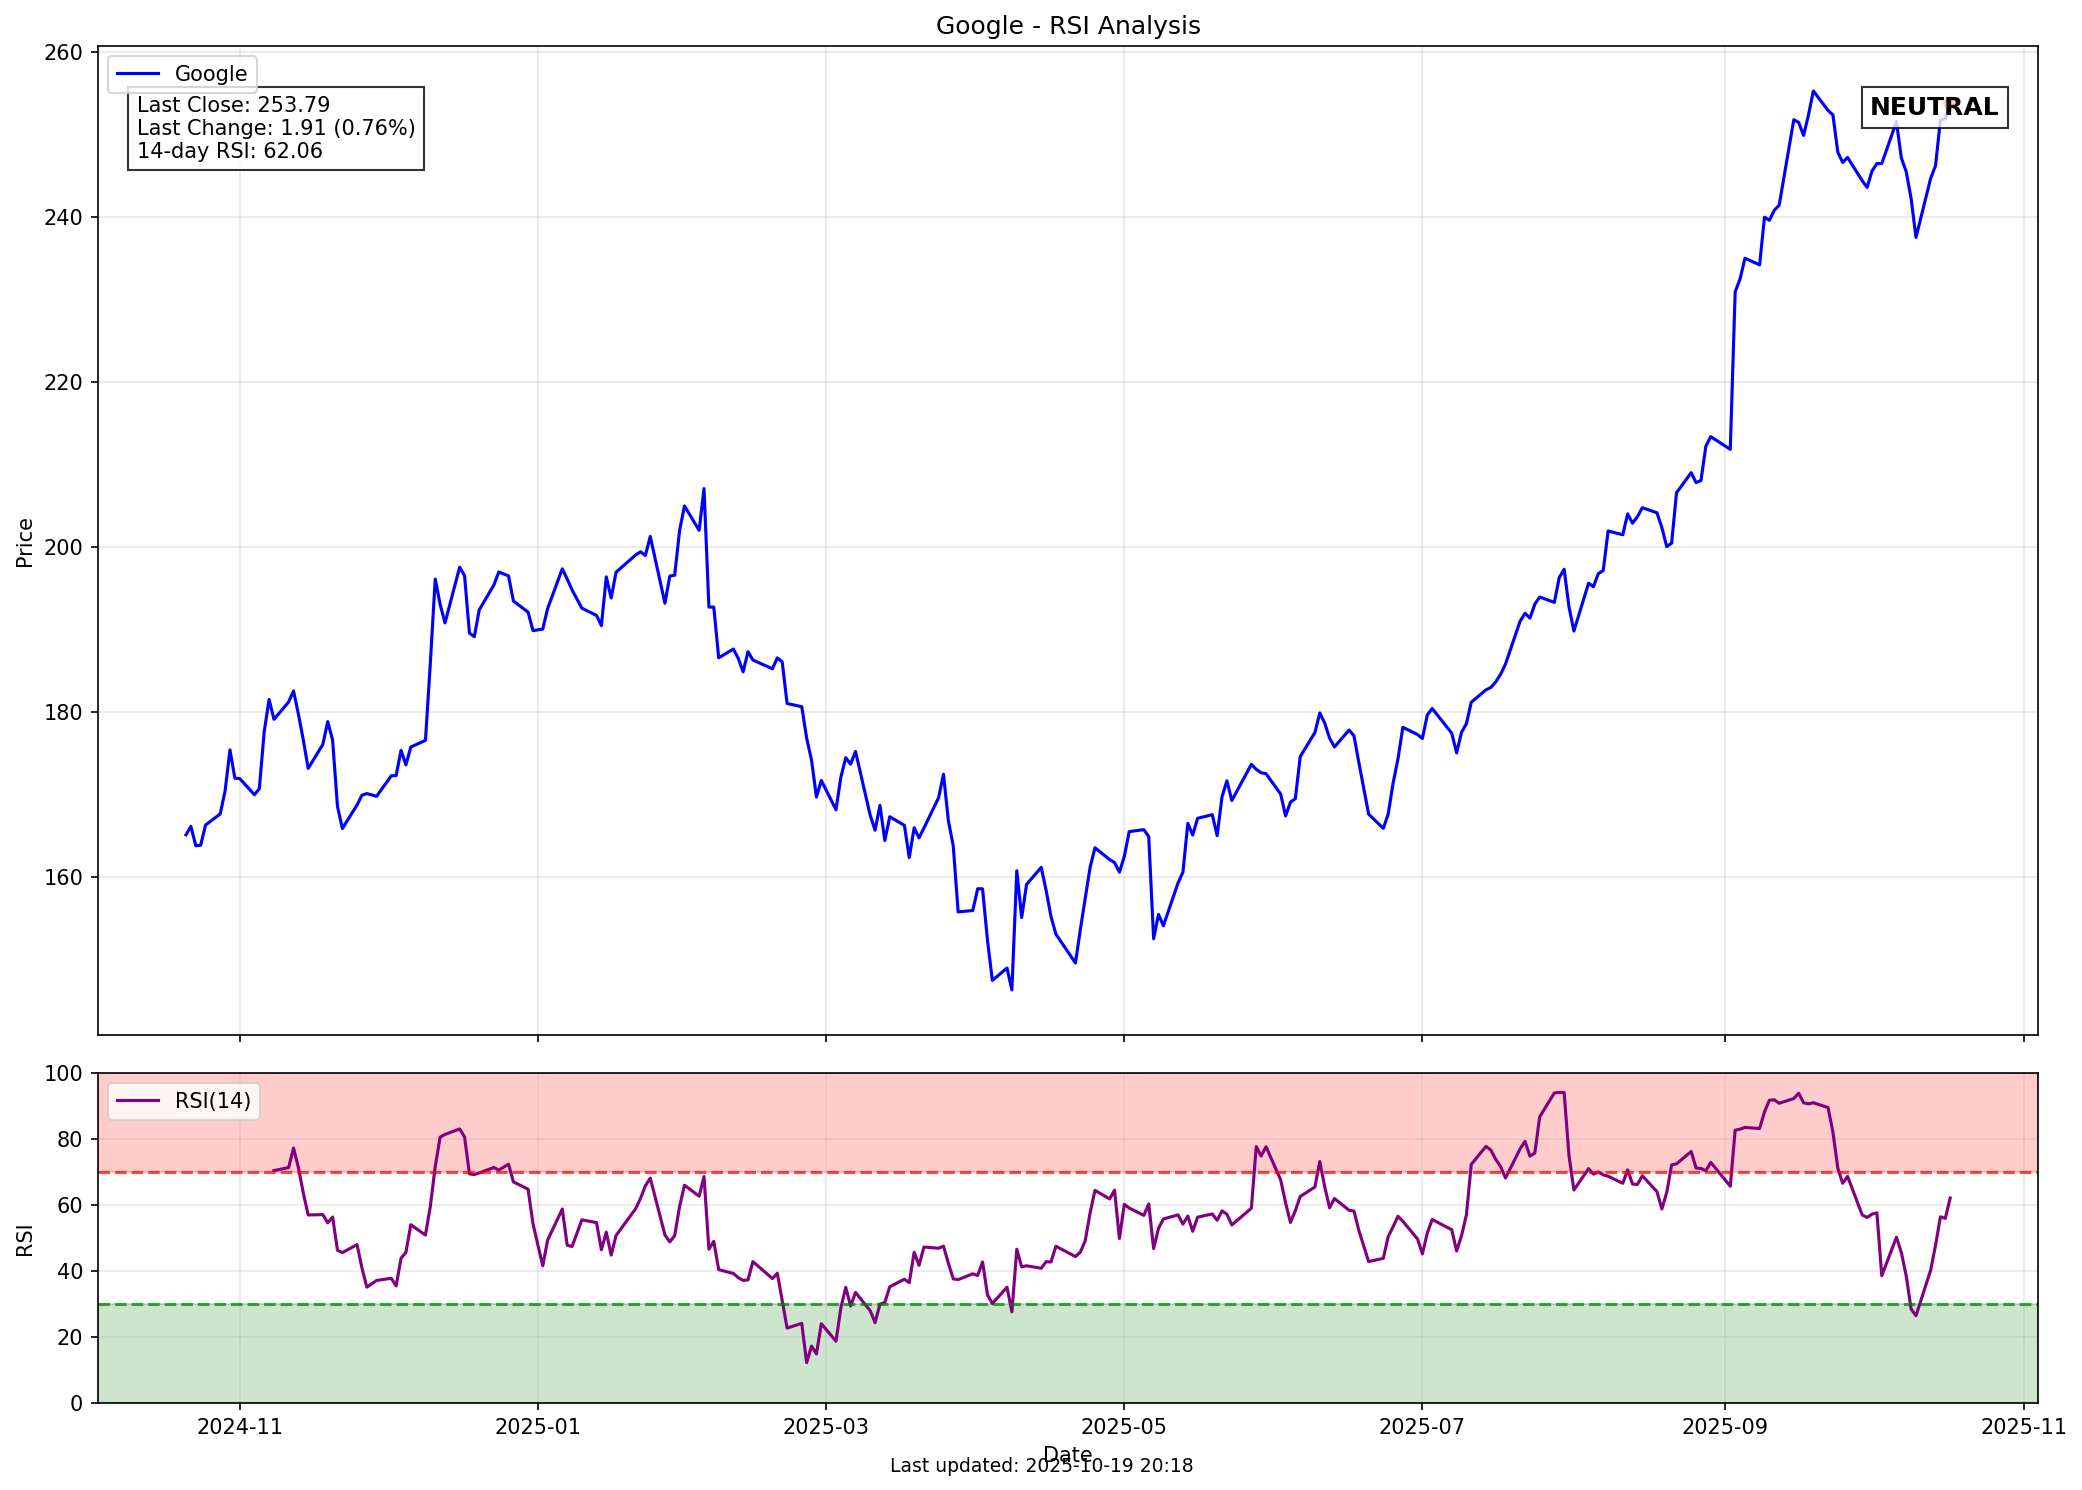 Google - RSI Analysis
260
Google
Last Close: 253.79
Last Change: 1.91 (0.76%)
14-day RSI: 62.06
NEUTRAL
240
220
Price
200
180
160
100
RSI(14)
80
60
RSI
40
20
0
2024-11
2025-01
2025-03
2025-05
2025-07
2025-09
2025-11
Date
Last updated: 2025-10-19 20:18